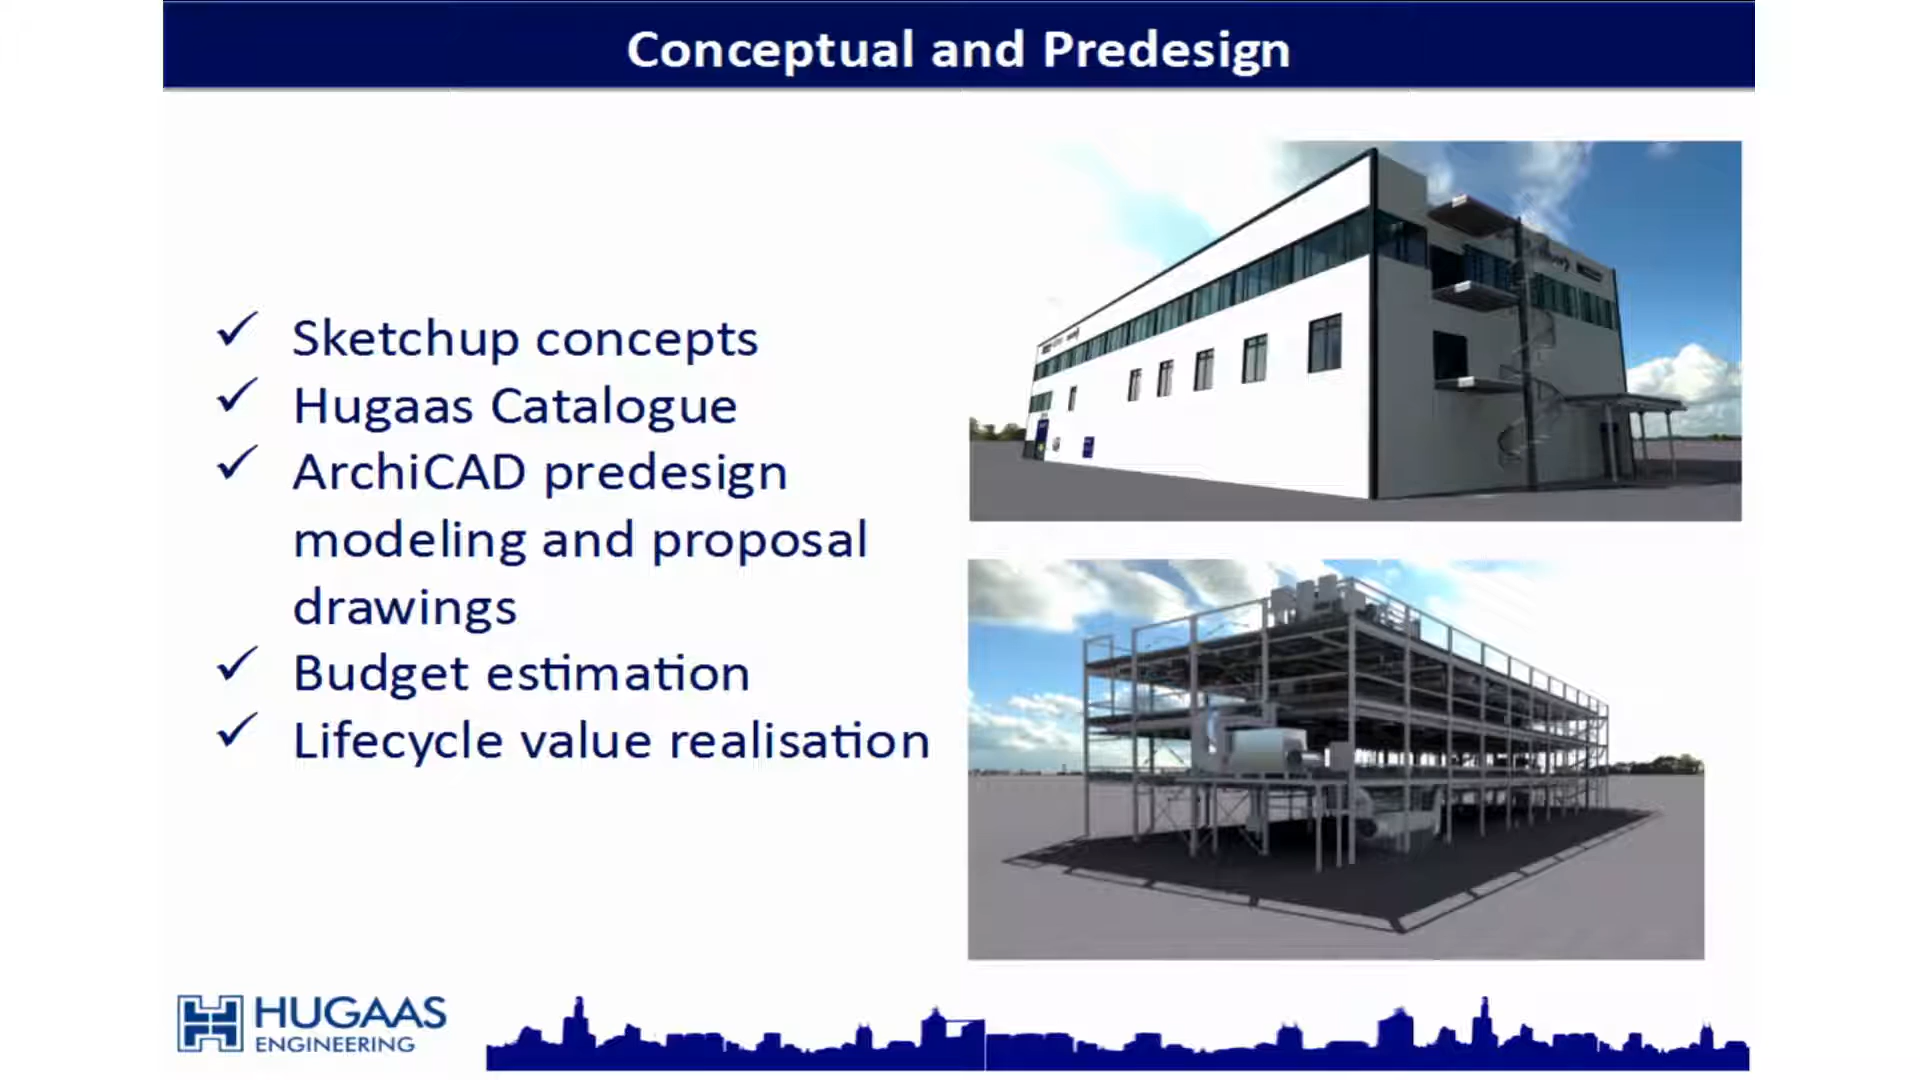 Conceptual and Predesign
✓ Sketchup concepts
✓ Hugaas Catalogue
✓ ArchiCAD predesign
modeling and proposal
drawings
✓ Budget estimation
✓ Lifecycle value realisation
HUGAAS
ENGINEERING